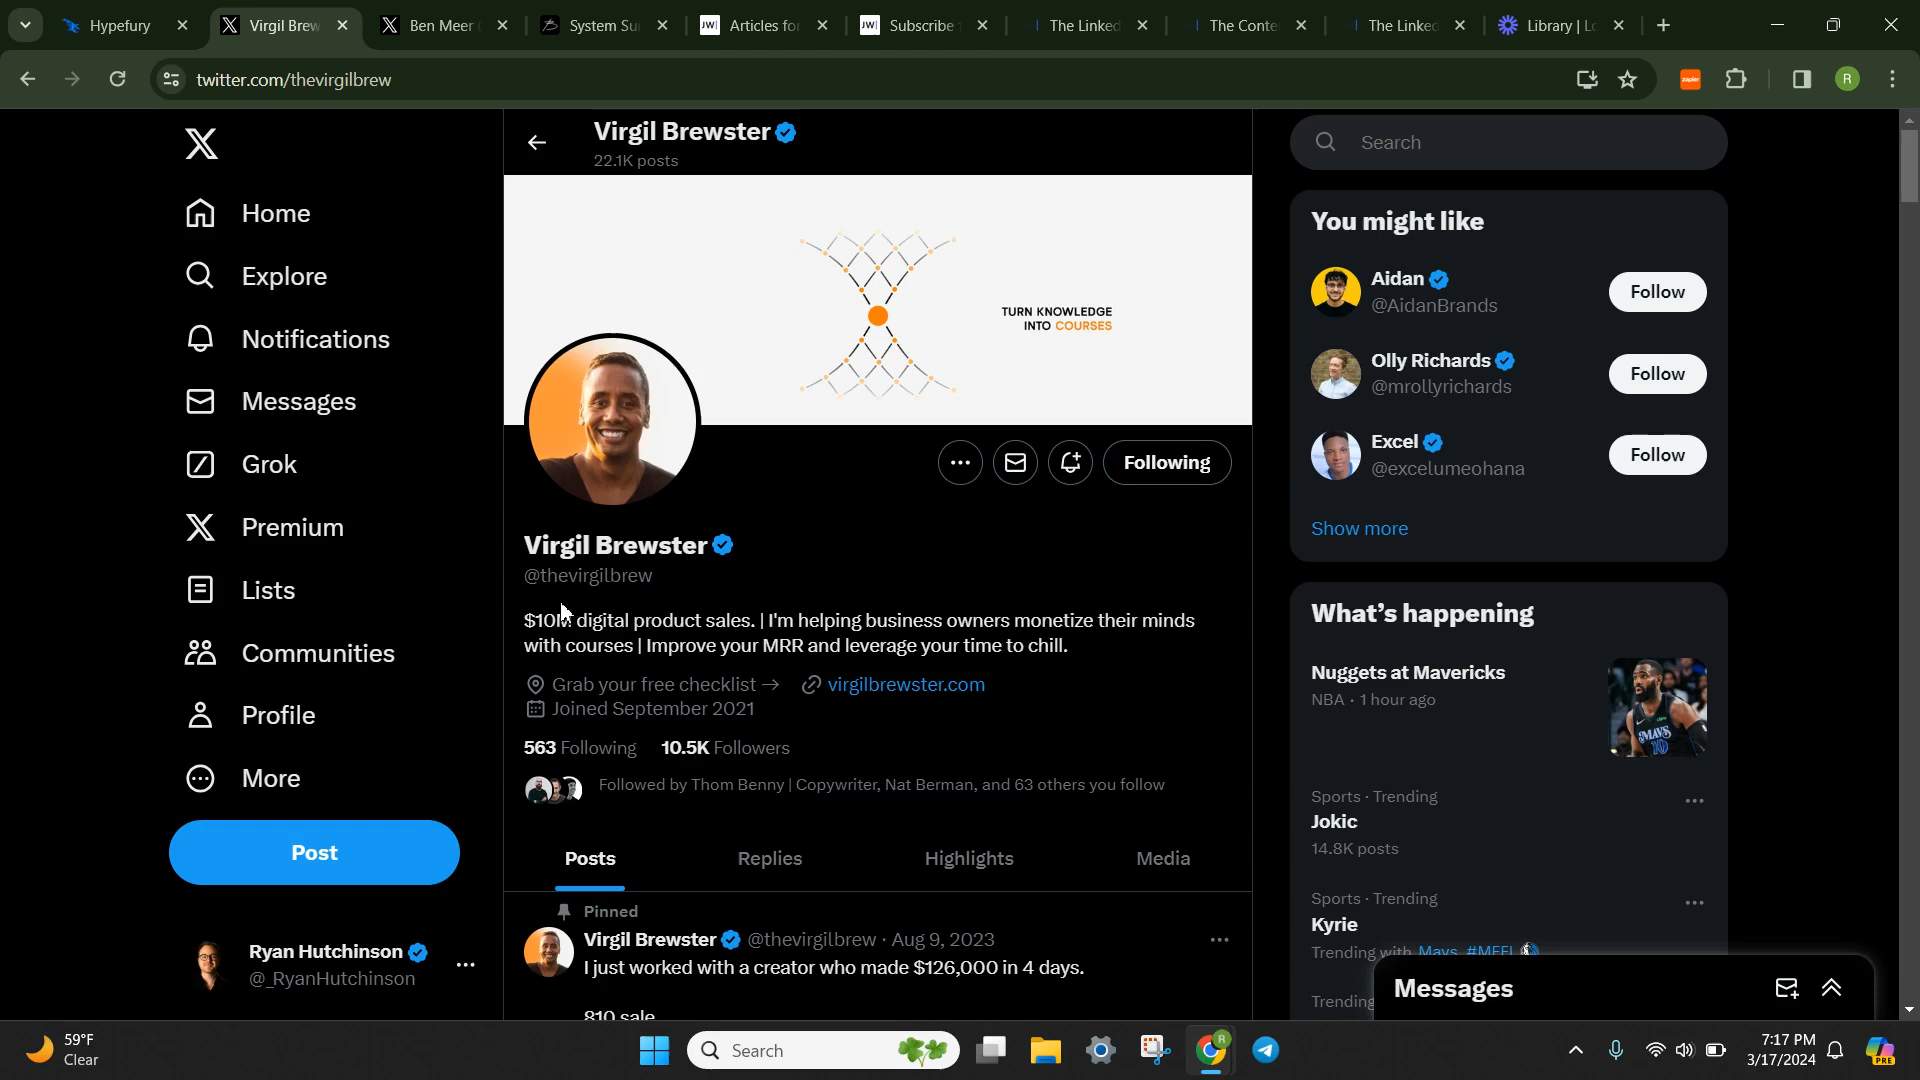 Hypefury
Virgil Brew
Ben Meer (
System Su
Articles fo
Subscribe
The Linked
The Conte
The Linked
Library | Lo
twitter.com/thevirgilbrew
zapier
R
Virgil Brewster
22.1K posts
Home
Explore
Notifications
Messages
Grok
Premium
Lists
Communities
Profile
More
Post
Ryan Hutchinson
@_RyanHutchinson
TURN KNOWLEDGE
INTO COURSES
Following
Virgil Brewster
@thevirgilbrew
$10M digital product sales. | I'm helping business owners monetize their minds
with courses | Improve your MRR and leverage your time to chill.
Grab your free checklist → virgilbrewster.com
Joined September 2021
563 Following 10.5K Followers
Followed by Thom Benny | Copywriter, Nat Berman, and 63 others you follow
Posts Replies Highlights Media
Pinned
Virgil Brewster @thevirgilbrew · Aug 9, 2023
I just worked with a creator who made $126,000 in 4 days.
810 sale
Search
You might like
Aidan
@AidanBrands
Follow
Olly Richards
@mrollyrichards
Follow
Excel
@excelumeohana
Follow
Show more
What's happening
Nuggets at Mavericks
NBA · 1 hour ago
MAVS
10
Sports · Trending
Jokic
14.8K posts
Sports · Trending
Kyrie
Trending with Mavs, #MFFL
Trending
Messages
59°F
Clear
Search
7:17 PM
3/17/2024
PRE